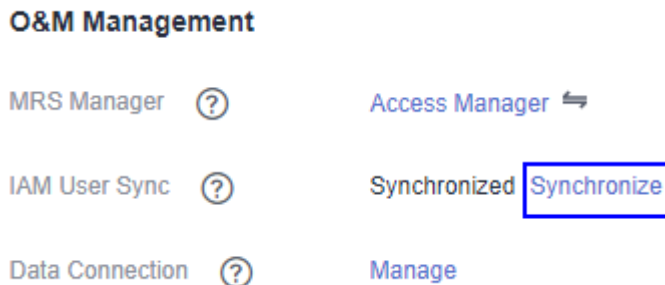 O&M Management
MRS Manager ? Access Manager
IAM User Sync ? Synchronized Synchronize
Data Connection ? Manage